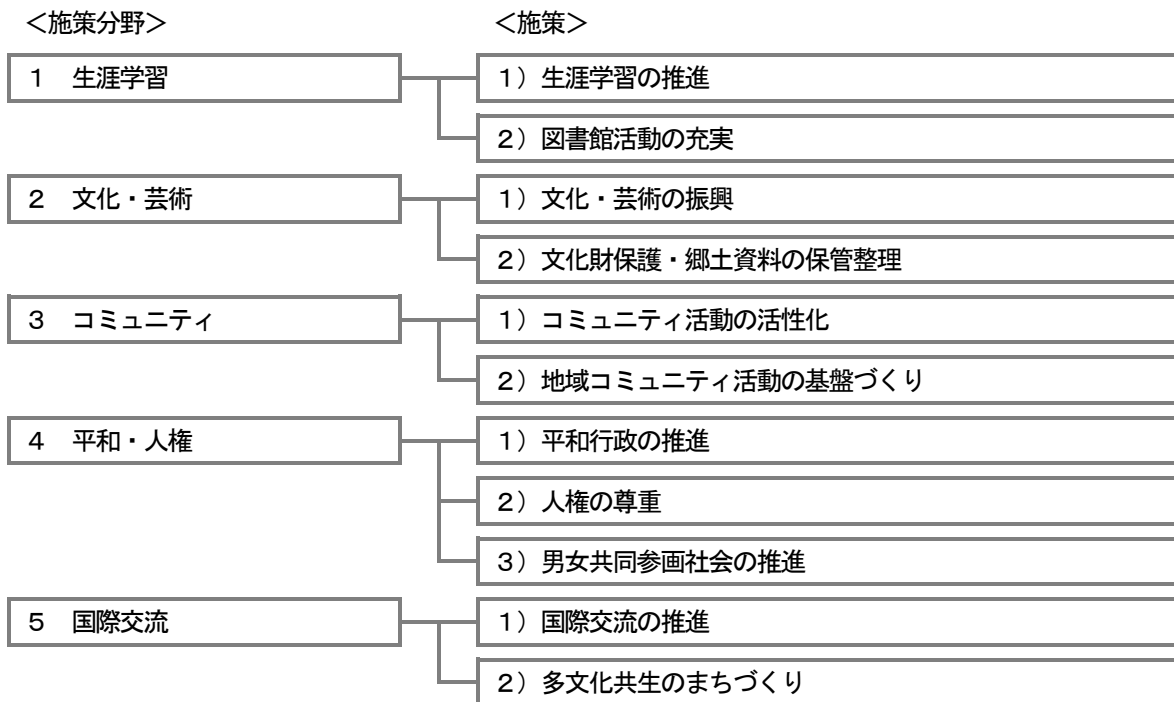 ＜施策分野＞　＜施策＞
１　生涯学習　１）生涯学習の推進
２）図書館活動の充実
２　文化・芸術　１）文化・芸術の振興
２）文化財保護・郷土資料の保管整理
３　コミュニティ　１）コミュニティ活動の活性化
２）地域コミュニティ活動の基盤づくり
４　平和・人権　１）平和行政の推進
２）人権の尊重
３）男女共同参画社会の推進
５　国際交流　１）国際交流の推進
２）多文化共生のまちづくり